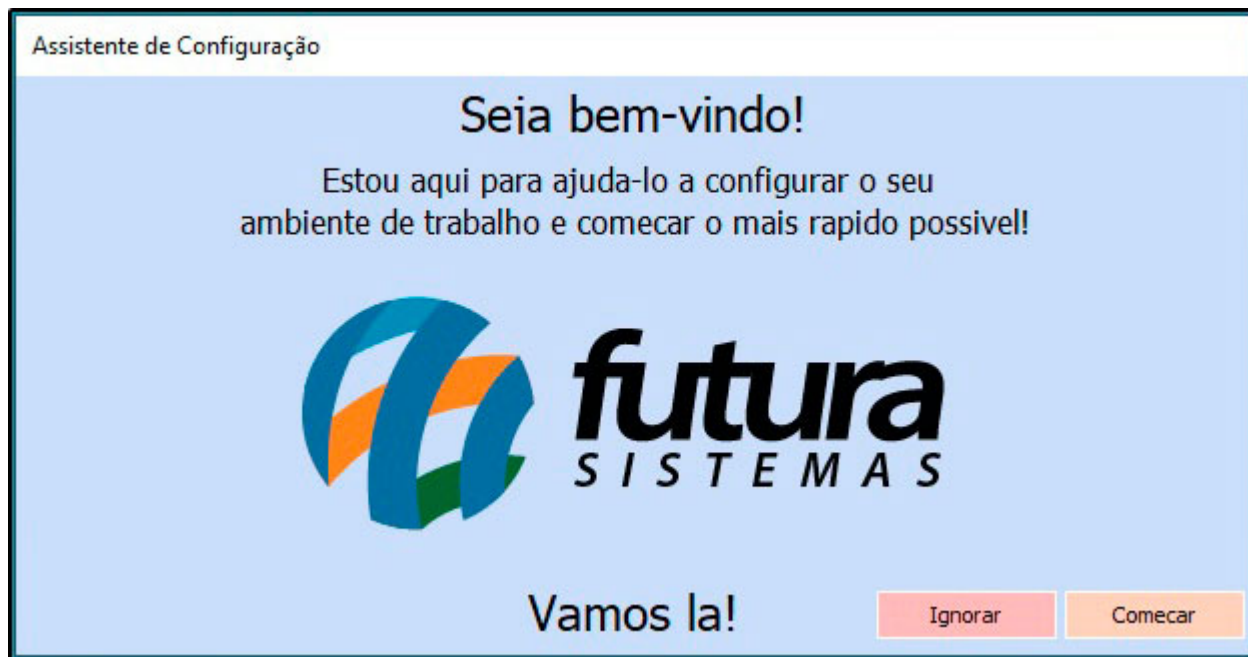 Assistente de Configuração
Seja bem-vindo!
Estou aqui para ajuda-lo a configurar o seu
ambiente de trabalho e comecar o mais rapido possivel!
futura
SISTEMAS
Vamos la!
Ignorar
Comecar